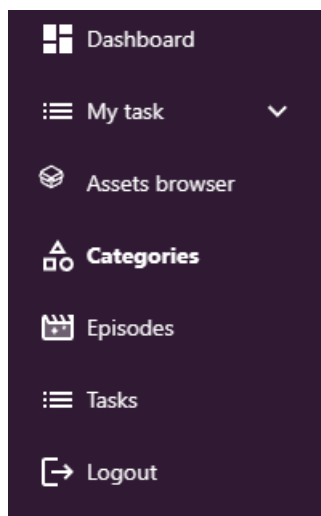 Dashboard
My task
Assets browser
Categories
Episodes
Tasks
Logout